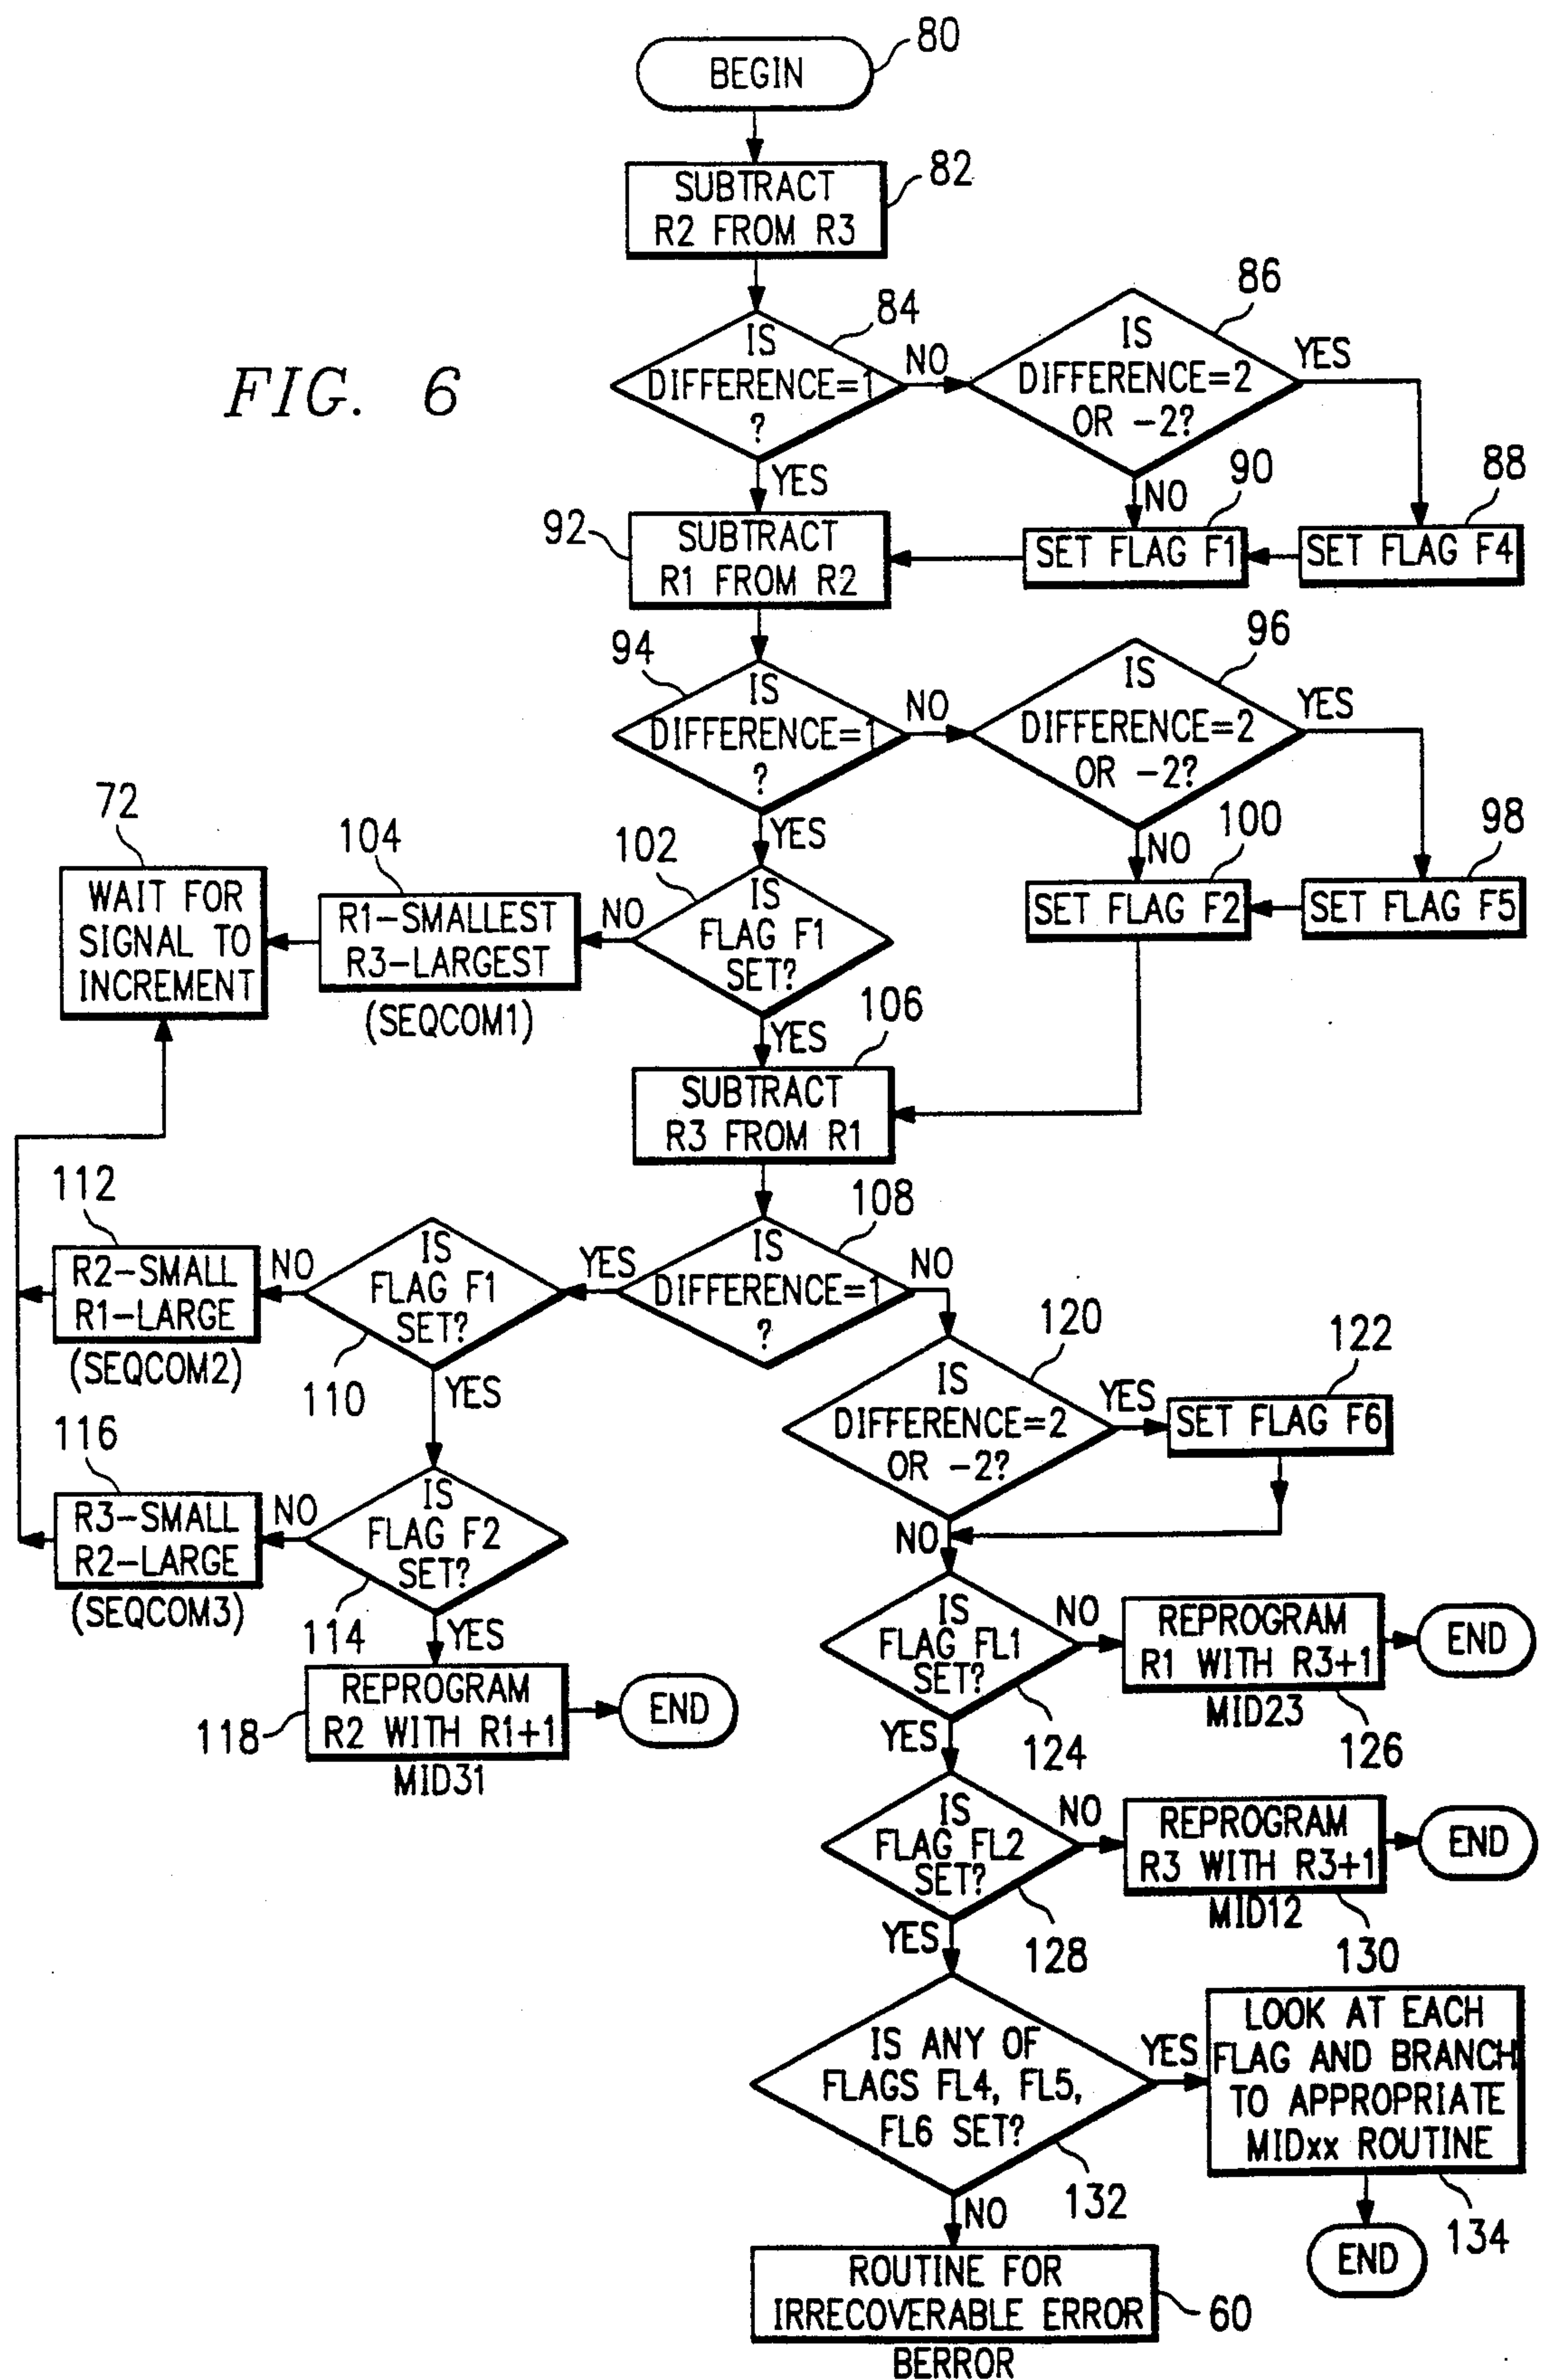 80
BEGIN
82
SUBTRACT
R2 FROM R3
84
86
IS
DIFFERENCE=1
?
NO
IS
DIFFERENCE=2
OR -2?
YES
FIG. 6
YES
NO
90
88
92
SUBTRACT
R1 FROM R2
SET FLAG F1
SET FLAG F4
94
96
IS
DIFFERENCE=1
?
NO
IS
DIFFERENCE=2
OR -2?
YES
72
104
102
YES
NO
100
98
WAIT FOR
SIGNAL TO
INCREMENT
R1-SMALLEST
R3-LARGEST
(SEQCOM1)
NO
IS
FLAG F1
SET?
SET FLAG F2
SET FLAG F5
YES
106
SUBTRACT
R3 FROM R1
112
108
R2-SMALL
R1-LARGE
(SEQCOM2)
NO
IS
FLAG F1
SET?
110
YES
IS
DIFFERENCE=1
?
NO
YES
120
122
IS
DIFFERENCE=2
OR -2?
YES
SET FLAG F6
116
R3-SMALL
R2-LARGE
(SEQCOM3)
NO
IS
FLAG F2
SET?
114
YES
NO
REPROGRAM
R2 WITH R1+1
MID31
118
END
IS
FLAG FL1
SET?
NO
REPROGRAM
R1 WITH R3+1
MID23
END
YES
124
126
IS
FLAG FL2
SET?
NO
REPROGRAM
R3 WITH R3+1
MID12
END
YES
128
130
IS ANY OF
FLAGS FL4, FL5,
FL6 SET?
YES
LOOK AT EACH
FLAG AND BRANCH
TO APPROPRIATE
MIDxx ROUTINE
132
134
NO
END
ROUTINE FOR
IRRECOVERABLE ERROR
60
BERROR